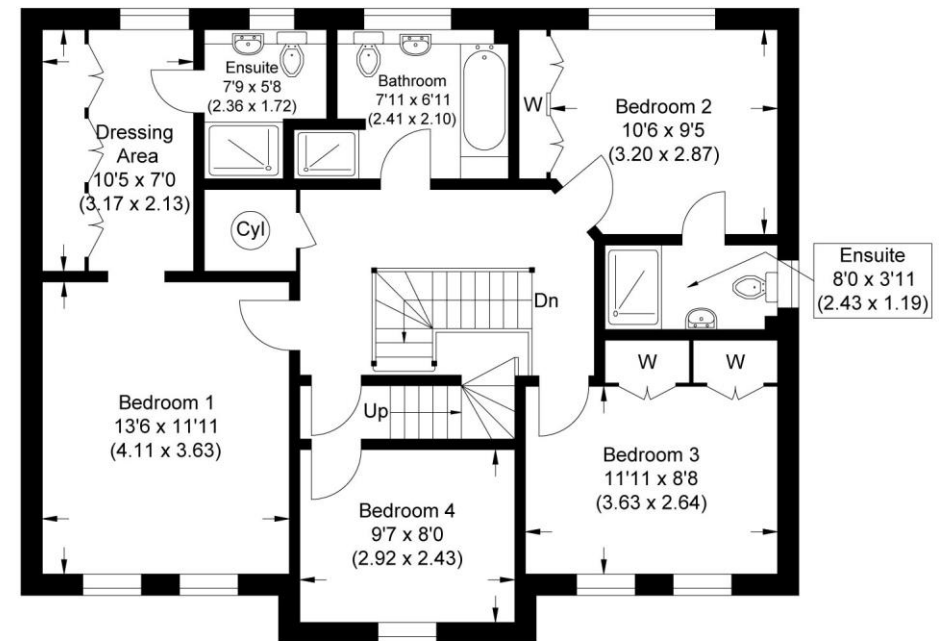 Ensuite
7'9 x 5'8
(2.36 x 1.72)
Bathroom
7'11 x 6'11
(2.41 x 2.10)
W
Bedroom 2
10'6 x 9'5
(3.20 x 2.87)
Dressing
Area
10'5 x 7'0
(3.17 x 2.13)
Cyl
Ensuite
8'0 x 3'11
(2.43 x 1.19)
Dn
W
W
Bedroom 1
13'6 x 11'11
(4.11 x 3.63)
Up
Bedroom 3
11'11 x 8'8
(3.63 x 2.64)
Bedroom 4
9'7 x 8'0
(2.92 x 2.43)